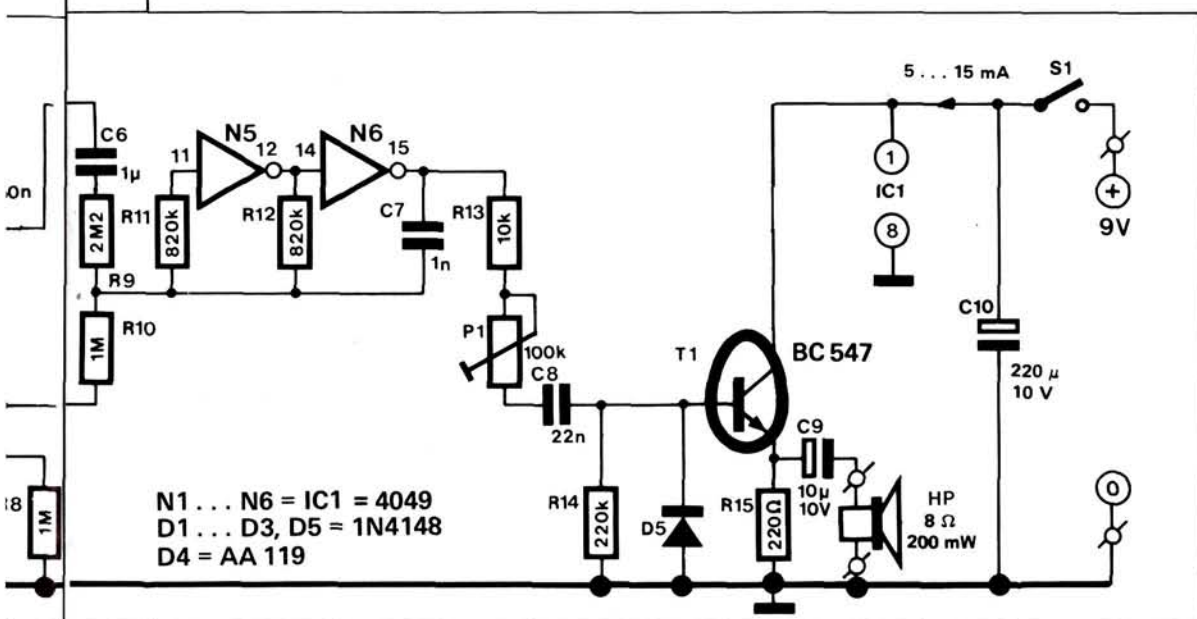 5 . . . 15 mA
S1
C6
1µ
11
N5
12
14
N6
15
0n
2M2
R11
820k
R12
820k
C7
1n
R13
10k
1
IC1
8
+
9V
R9
1M
R10
P1
100k
C8
22n
T1
BC 547
C10
220 µ
10 V
C9
10µ
10V
R14
220k
D5
R15
220Ω
HP
8 Ω
200 mW
0
8
1M
N1 . . . N6 = IC1 = 4049
D1 . . . D3, D5 = 1N4148
D4 = AA 119